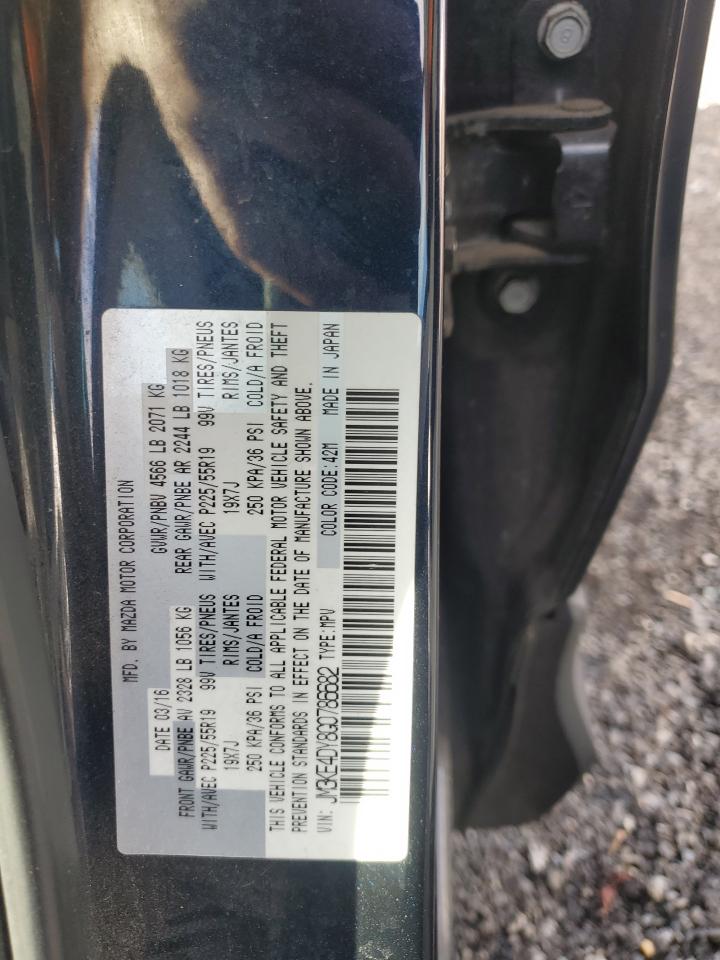 MFD. BY MAZDA MOTOR CORPORATION
DATE 03/16 GVWR/PNBV 4566 LB 2071 KG
FRONT GAWR/PNBE AV 2328 LB 1056 KG REAR GAWR/PNBE AR 2244 LB 1018 KG
WITH/AVEC P225/55R19 99V TIRES/PNEUS WITH/AVEC P225/55R19 99V TIRES/PNEUS
19X7J RIMS/JANTES 19X7J RIMS/JANTES
250 KPA/36 PSI COLD/A FROID 250 KPA/36 PSI COLD/A FROID
THIS VEHICLE CONFORMS TO ALL APPLICABLE FEDERAL MOTOR VEHICLE SAFETY AND THEFT
PREVENTION STANDARDS IN EFFECT ON THE DATE OF MANUFACTURE SHOWN ABOVE.
VIN: JM3KE4DY8G0786682 TYPE:MPV COLOR CODE:42M MADE IN JAPAN
8